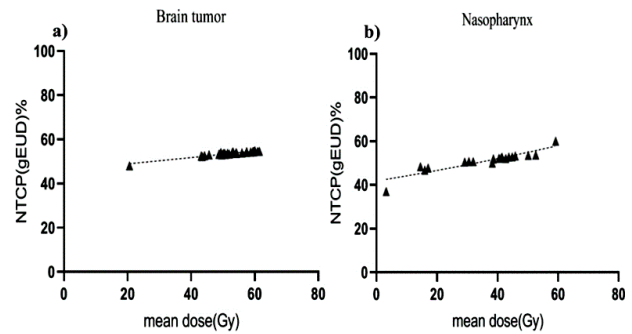 Brain tumor
a)
NTCP(gEUD)%
100
80
60
40
20
0
0 20 40 60 80
mean dose(Gy)
Nasopharynx
b)
NTCP(gEUD)%
100
80
60
40
20
0
0 20 40 60 80
mean dose(Gy)